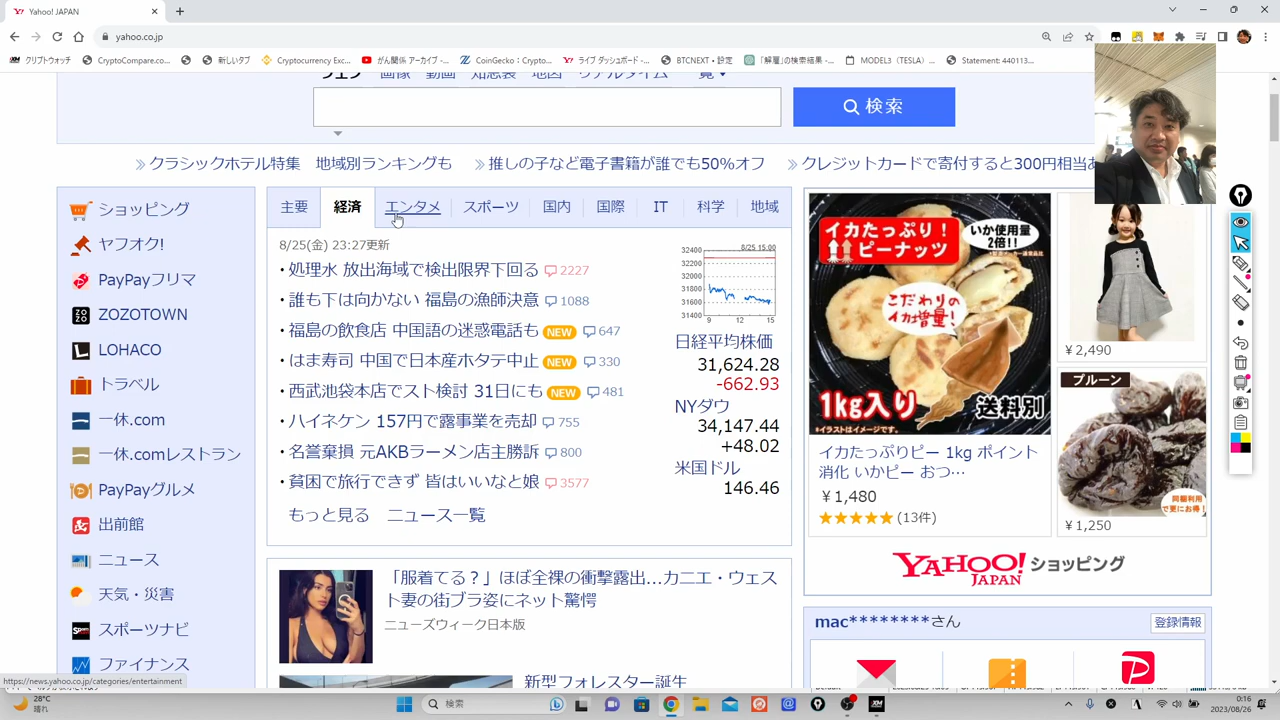 Yahoo! JAPAN
yahoo.co.jp
クリプトウォッチ
CryptoCompare.co...
新しいタブ
Cryptocurrency Exc...
がん関係 アーカイブ -...
CoinGecko：Crypto...
ライブ ダッシュボード -...
BTCNEXT • 設定
「解雇」の検索結果 -...
MODEL3（TESLA）...
Statement: 440113...
検索
クラシックホテル特集 地域別ランキングも
推しの子など電子書籍が誰でも50%オフ
クレジットカードで寄付すると300円相当
ショッピング
ヤフオク!
PayPayフリマ
ZOZOTOWN
LOHACO
トラベル
一休.com
一休.comレストラン
PayPayグルメ
出前館
ニュース
天気・災害
スポーツナビ
ファイナンス
主要 経済 エンタメ スポーツ 国内 国際 IT 科学 地域
8/25(金) 23:27更新
・処理水 放出海域で検出限界下回る 2227
・誰も下は向かない 福島の漁師決意 1088
・福島の飲食店 中国語の迷惑電話も NEW 647
・はま寿司 中国で日本産ホタテ中止 NEW 330
・西武池袋本店でスト検討 31日にも NEW 481
・ハイネケン 157円で露事業を売却 755
・名誉棄損 元AKBラーメン店主勝訴 800
・貧困で旅行できず 皆はいいなと娘 3577
もっと見る ニュース一覧
8/25 15:00
32400
32200
32000
31800
31600
31400
9 12 15
日経平均株価
31,624.28
-662.93
NYダウ
34,147.44
+48.02
米国ドル
146.46
「服着てる？」ほぼ全裸の衝撃露出…カニエ・ウェス
ト妻の街ブラ姿にネット驚愕
ニューズウィーク日本版
新型フォレスター誕生
イカたっぷり！
ピーナッツ
いか使用量
2倍!!
こだわりの
イカ増量!
1kg入り
送料別
*画像はイメージです。
イカたっぷりピー 1kg ポイント
消化 いかピー おつ…
￥1,480
(13件)
￥2,490
プルーン
同梱利用
で更にお得!
￥1,250
YAHOO! ショッピング
JAPAN
mac********さん
登録情報
https://news.yahoo.co.jp/categories/entertainment
28°C
晴れ
検索
0:16
2023/08/26